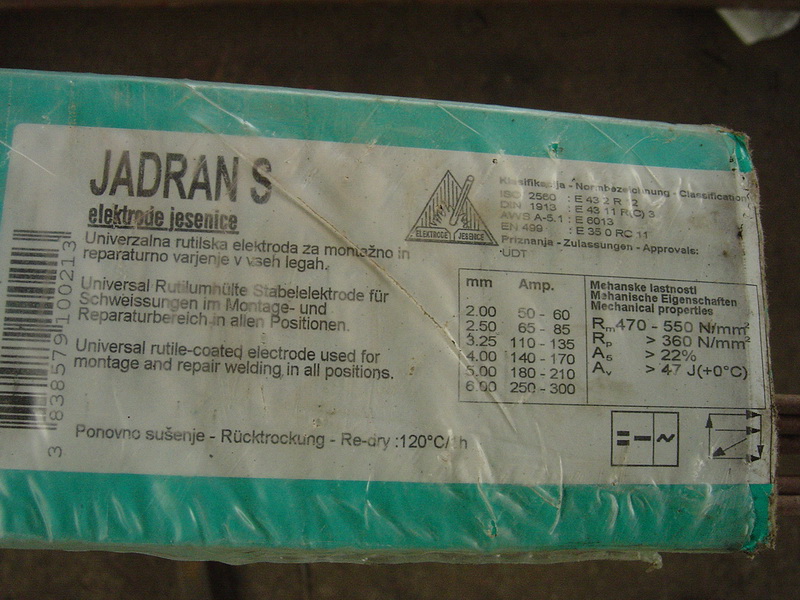 JADRAN S
elektrode jesenice
Univerzalna rutilska elektroda za montažno in
reparaturno varjenje v vseh legah.
Universal Rutilumhülte Stabelelektrode für
Schweissungen im Montage- und
Reparaturbereich in allen Positionen.
Universal rutile-coated electrode used for
montage and repair welding in all positions.
Ponovno sušenje - Rücktrockung - Re-dry :120°C/1h
3 838579 100213
ELEKTRODE JESENICE
Klasifikacija - Normbezeichnung - Classification
ISO 2560 : E 43 2 R 12
DIN 1913 : E 43 11 R(C) 3
AWS A-5.1 : E 6013
EN 499 : E 35 0 RC 11
Priznanja - Zulassungen - Approvals:
UDT
mm Amp.
2.00 50 - 60
2.50 65 - 85
3.25 110 - 135
4.00 140 - 170
5.00 180 - 210
6.00 250 - 300
Mehanske lastnosti
Mehanische Eigenschaften
Mechanical properties
Rm 470 - 550 N/mm²
Rp > 360 N/mm²
A5 > 22%
Av > 47 J(+0°C)
= — ~